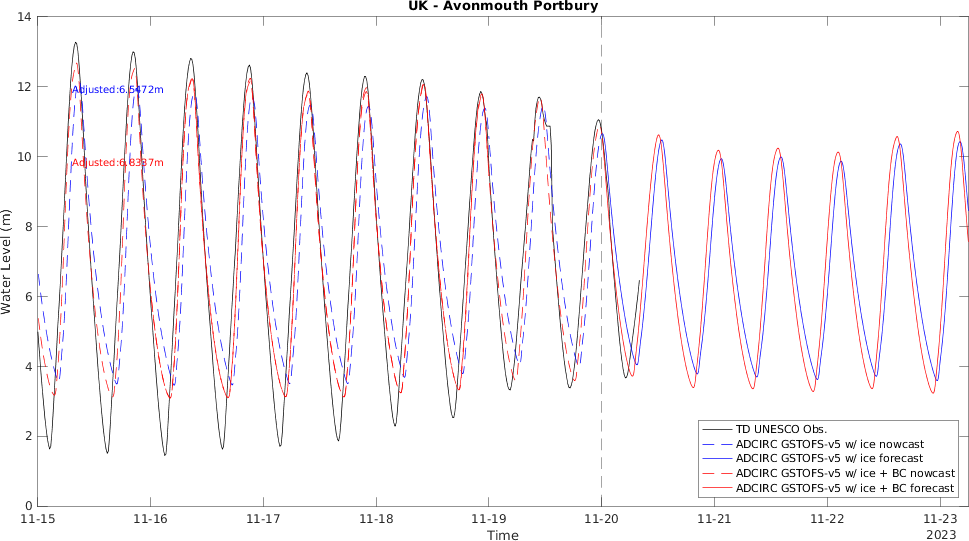 UK - Avonmouth Portbury
14
12
10
8
6
4
2
0
Water Level (m)
Adjusted:6.5472m
Adjusted:6.8337m
TD UNESCO Obs.
ADCIRC GSTOFS-v5 w/ ice nowcast
ADCIRC GSTOFS-v5 w/ ice forecast
ADCIRC GSTOFS-v5 w/ ice + BC nowcast
ADCIRC GSTOFS-v5 w/ ice + BC forecast
11-15 11-16 11-17 11-18 11-19 11-20 11-21 11-22 11-23
Time 2023